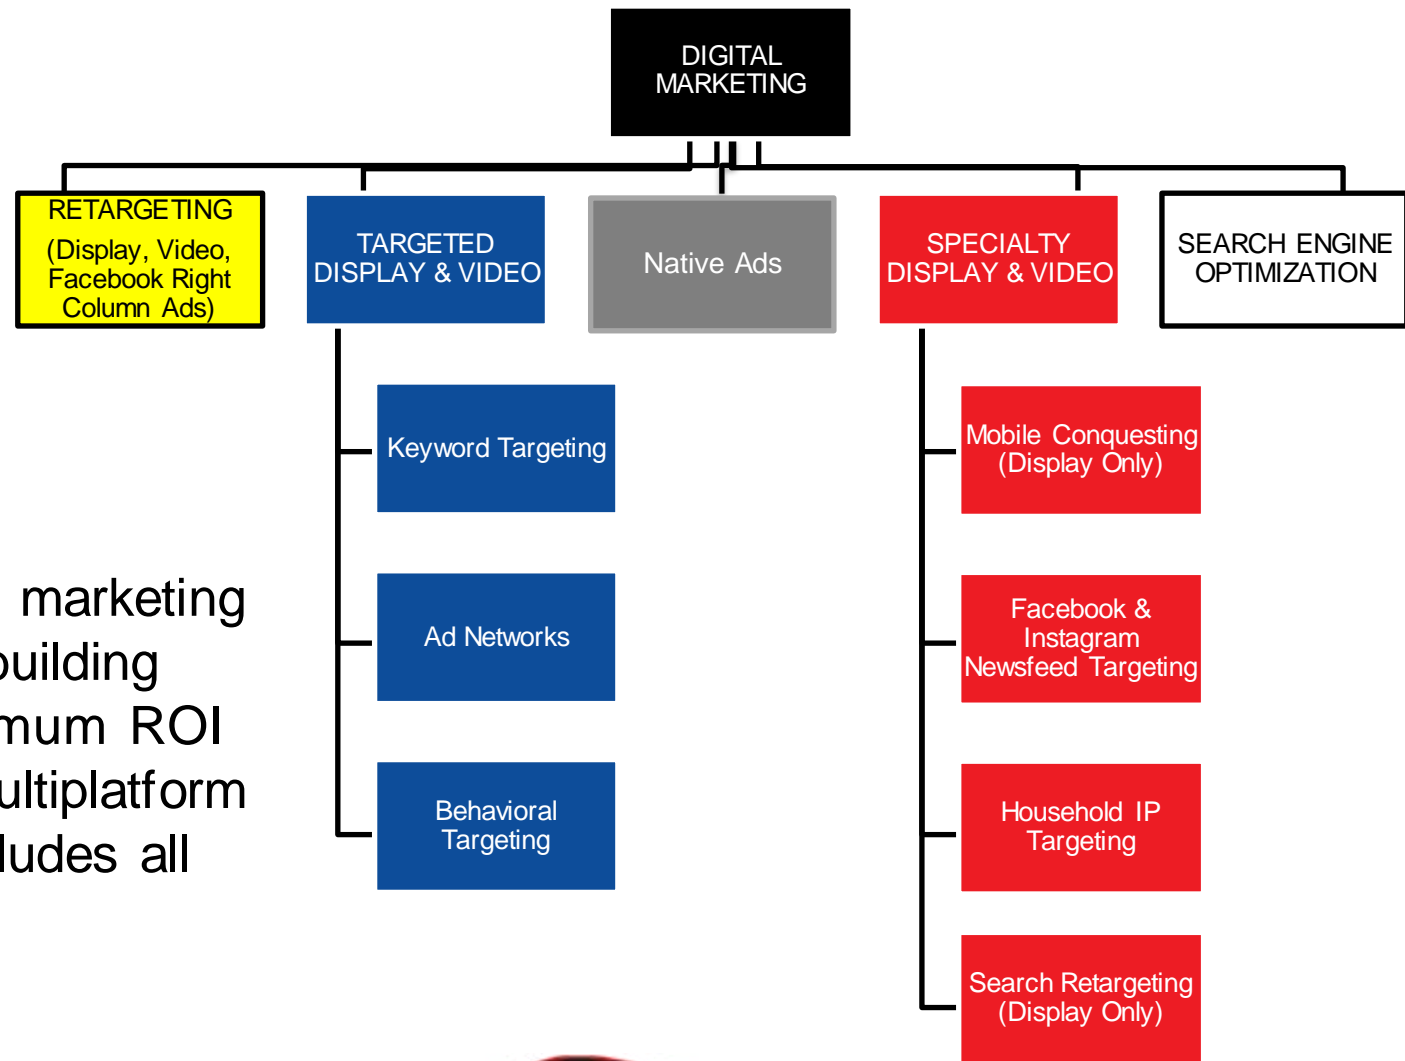 DIGITAL
MARKETING
RETARGETING
(Display, Video,
Facebook Right
Column Ads)
TARGETED
DISPLAY & VIDEO
Native Ads
SPECIALTY
DISPLAY & VIDEO
SEARCH ENGINE
OPTIMIZATION
Keyword Targeting
Ad Networks
Behavioral
Targeting
Mobile Conquesting
(Display Only)
Facebook &
Instagram
Newsfeed Targeting
Household IP
Targeting
Search Retargeting
(Display Only)
marketing
building
mum ROI
ultiplatform
ludes all